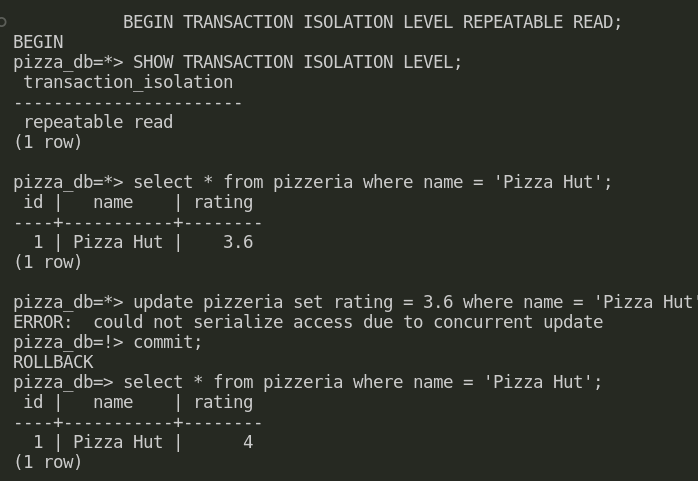 BEGIN TRANSACTION ISOLATION LEVEL REPEATABLE READ;
BEGIN
pizza_db=*> SHOW TRANSACTION ISOLATION LEVEL;
 transaction_isolation
-----------------------
 repeatable read
(1 row)

pizza_db=*> select * from pizzeria where name = 'Pizza Hut';
 id |   name    | rating
----+-----------+--------
  1 | Pizza Hut |    3.6
(1 row)

pizza_db=*> update pizzeria set rating = 3.6 where name = 'Pizza Hut'
ERROR:  could not serialize access due to concurrent update
pizza_db=!> commit;
ROLLBACK
pizza_db=> select * from pizzeria where name = 'Pizza Hut';
 id |   name    | rating
----+-----------+--------
  1 | Pizza Hut |      4
(1 row)